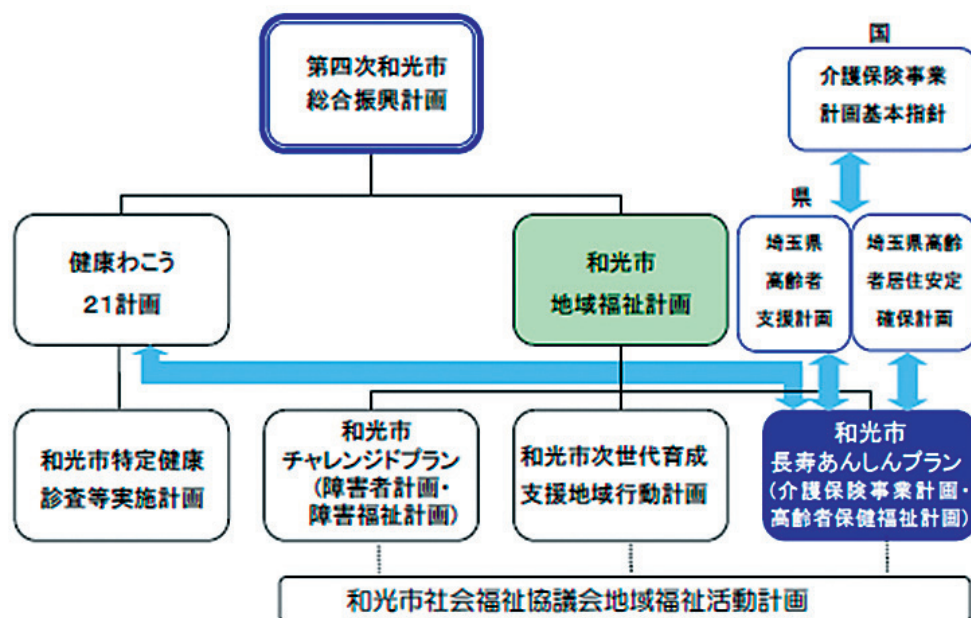 第四次和光市
総合振興計画
国
介護保険事業
計画基本指針
県
健康わこう
21計画
和光市
地域福祉計画
埼玉県
高齢者
支援計画
埼玉県高齢
者居住安定
確保計画
和光市特定健康
診査等実施計画
和光市
チャレンジドプラン
(障害者計画・
障害福祉計画)
和光市次世代育成
支援地域行動計画
和光市
長寿あんしんプラン
(介護保険事業計画・
高齢者保健福祉計画)
和光市社会福祉協議会地域福祉活動計画